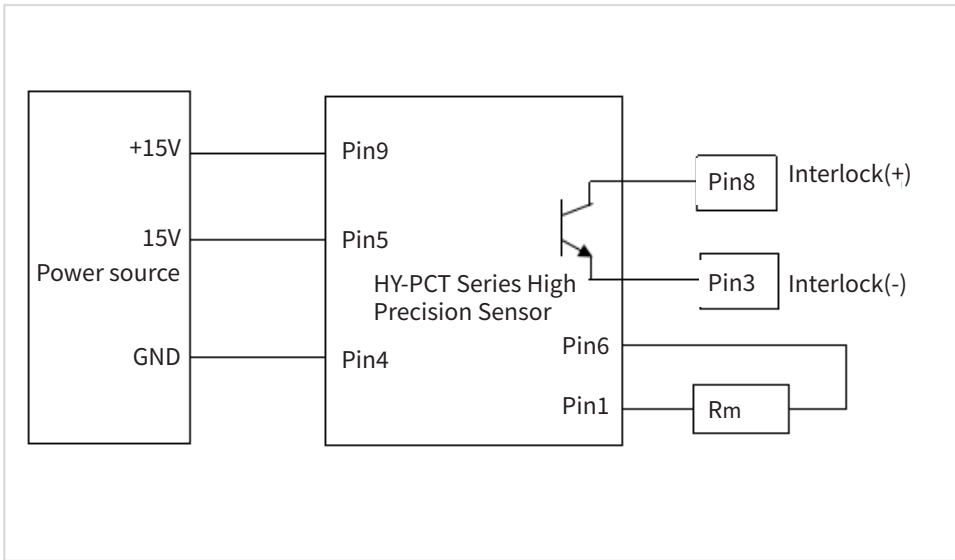 +15V
Pin9
Pin8
Interlock(+)
15V
Pin5
Power source
HY-PCT Series High
Precision Sensor
Pin3
Interlock(-)
GND
Pin4
Pin6
Pin1
Rm